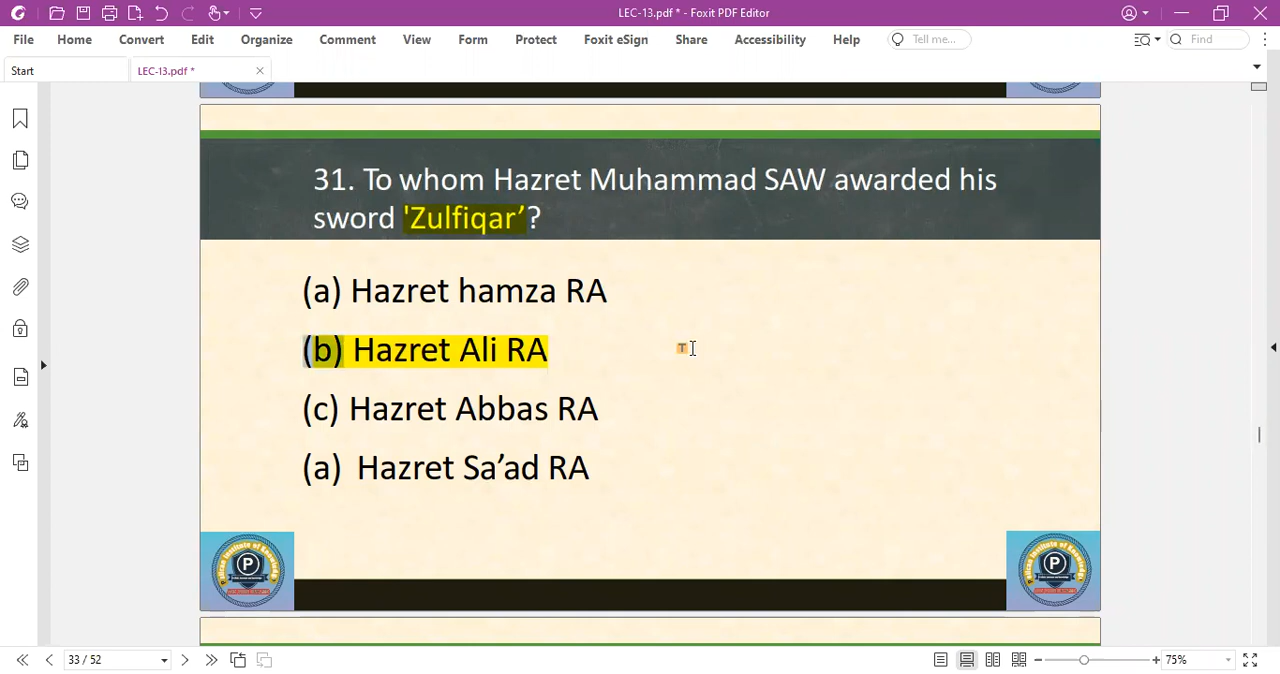 LEC-13.pdf * - Foxit PDF Editor
File Home Convert Edit Organize Comment View Form Protect Foxit eSign Share Accessibility Help Tell me... Find
Start LEC-13.pdf *
31. To whom Hazret Muhammad SAW awarded his
sword 'Zulfiqar’?
(a) Hazret hamza RA
(b) Hazret Ali RA
(c) Hazret Abbas RA
(a) Hazret Sa’ad RA
P P
33 / 52 75%